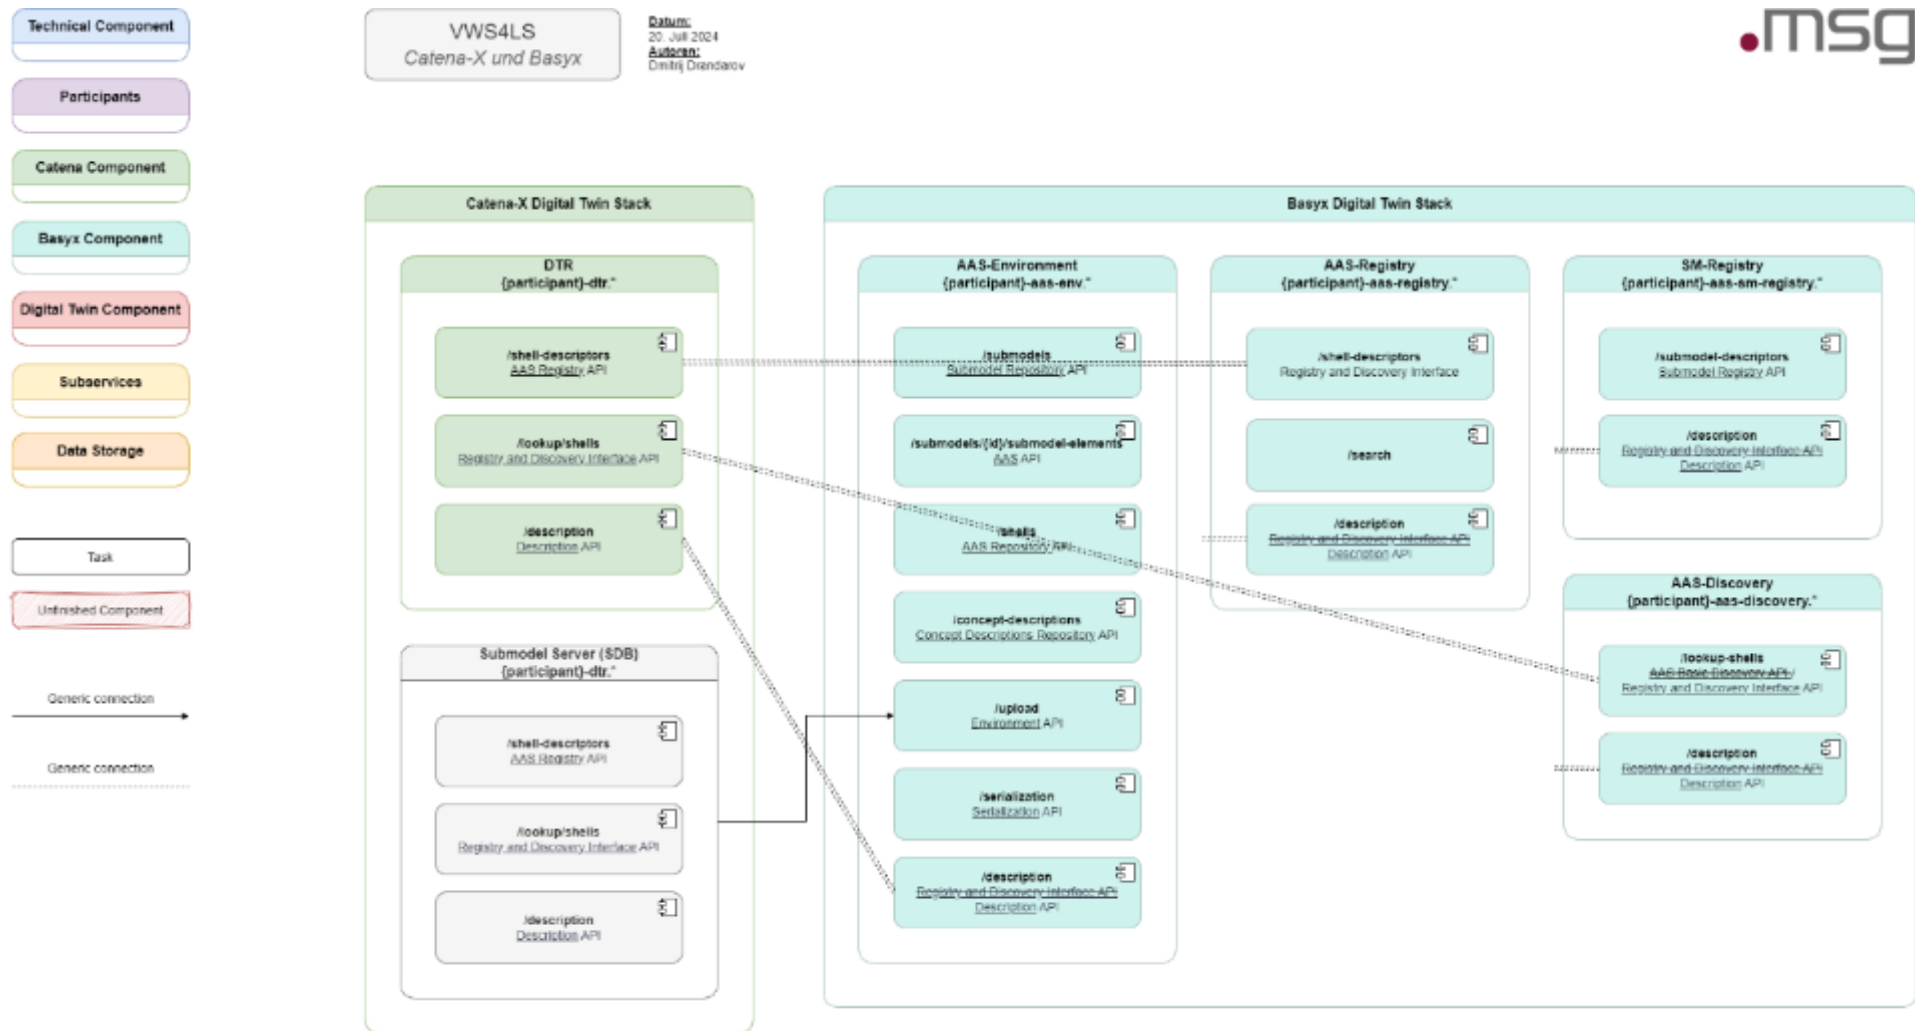 Technical Component
Participants
Catena Component
Basyx Component
Digital Twin Component
Subservices
Data Storage
Task
Unfinished Component
Generic connection
Generic connection
VWS4LS
Catena-X und Basyx
Datum:
20. Juli 2024
Autoren:
Dmitrij Drandarov
.msg
Catena-X Digital Twin Stack
DTR
{participant}-dtr.*
/shell-descriptors
AAS Registry API
/lookup/shells
Registry and Discovery Interface API
/description
Description API
Submodel Server (SDB)
{participant}-dtr.*
/shell-descriptors
AAS Registry API
/lookup/shells
Registry and Discovery Interface API
/description
Description API
Basyx Digital Twin Stack
AAS-Environment
{participant}-aas-env.*
/submodels
Submodel Repository API
/submodels/{id}/submodel-elements
AAS API
/shells
AAS Repository API
/concept-descriptions
Concept Descriptions Repository API
/upload
Environment API
/serialization
Serialization API
/description
Registry and Discovery Interface API
Description API
AAS-Registry
{participant}-aas-registry.*
/shell-descriptors
Registry and Discovery Interface
/search
/description
Registry and Discovery Interface API
Description API
SM-Registry
{participant}-aas-sm-registry.*
/submodel-descriptors
Submodel Registry API
/description
Registry and Discovery Interface API
Description API
AAS-Discovery
{participant}-aas-discovery.*
/lookup-shells
AAS Basic Discovery API /
Registry and Discovery Interface API
/description
Registry and Discovery Interface API
Description API